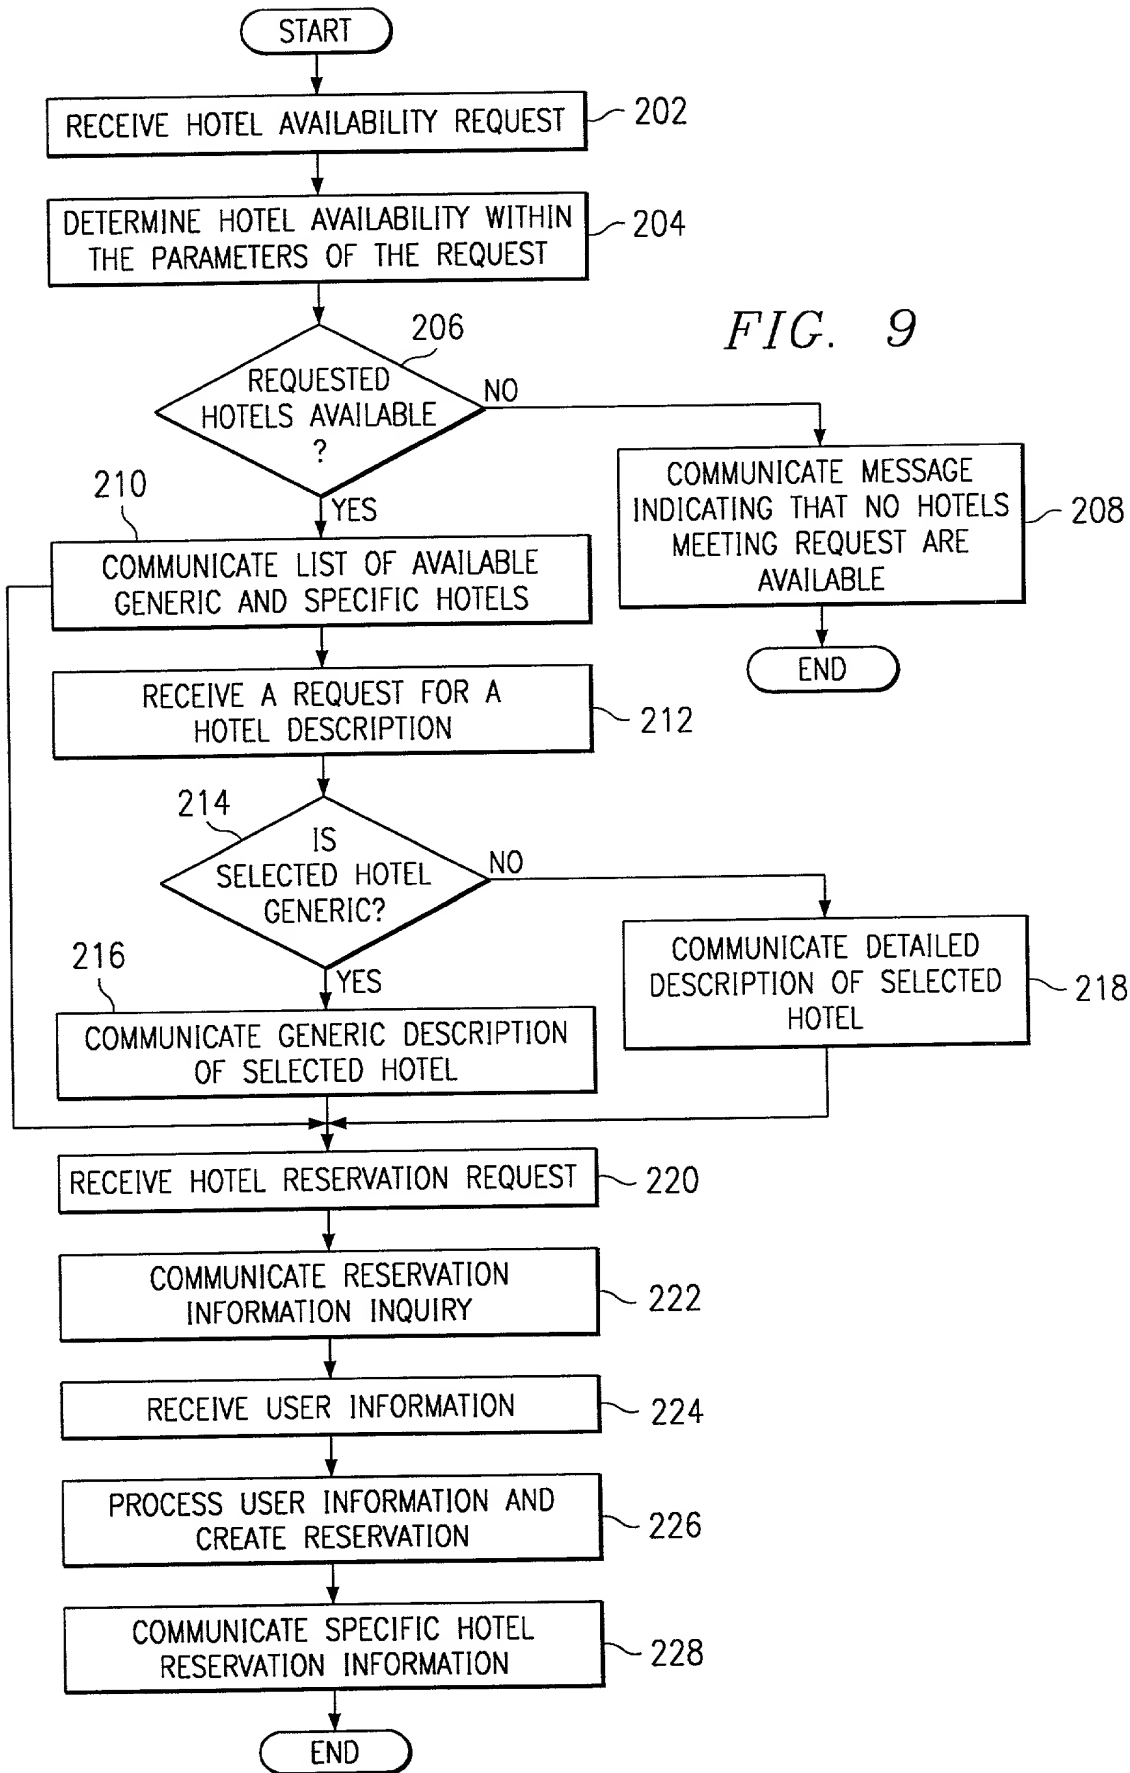 START
RECEIVE HOTEL AVAILABILITY REQUEST
202
DETERMINE HOTEL AVAILABILITY WITHIN
THE PARAMETERS OF THE REQUEST
204
FIG. 9
206
REQUESTED
HOTELS AVAILABLE
?
NO
YES
COMMUNICATE MESSAGE
INDICATING THAT NO HOTELS
MEETING REQUEST ARE
AVAILABLE
208
END
210
COMMUNICATE LIST OF AVAILABLE
GENERIC AND SPECIFIC HOTELS
RECEIVE A REQUEST FOR A
HOTEL DESCRIPTION
212
214
IS
SELECTED HOTEL
GENERIC?
NO
YES
COMMUNICATE DETAILED
DESCRIPTION OF SELECTED
HOTEL
218
216
COMMUNICATE GENERIC DESCRIPTION
OF SELECTED HOTEL
RECEIVE HOTEL RESERVATION REQUEST
220
COMMUNICATE RESERVATION
INFORMATION INQUIRY
222
RECEIVE USER INFORMATION
224
PROCESS USER INFORMATION AND
CREATE RESERVATION
226
COMMUNICATE SPECIFIC HOTEL
RESERVATION INFORMATION
228
END